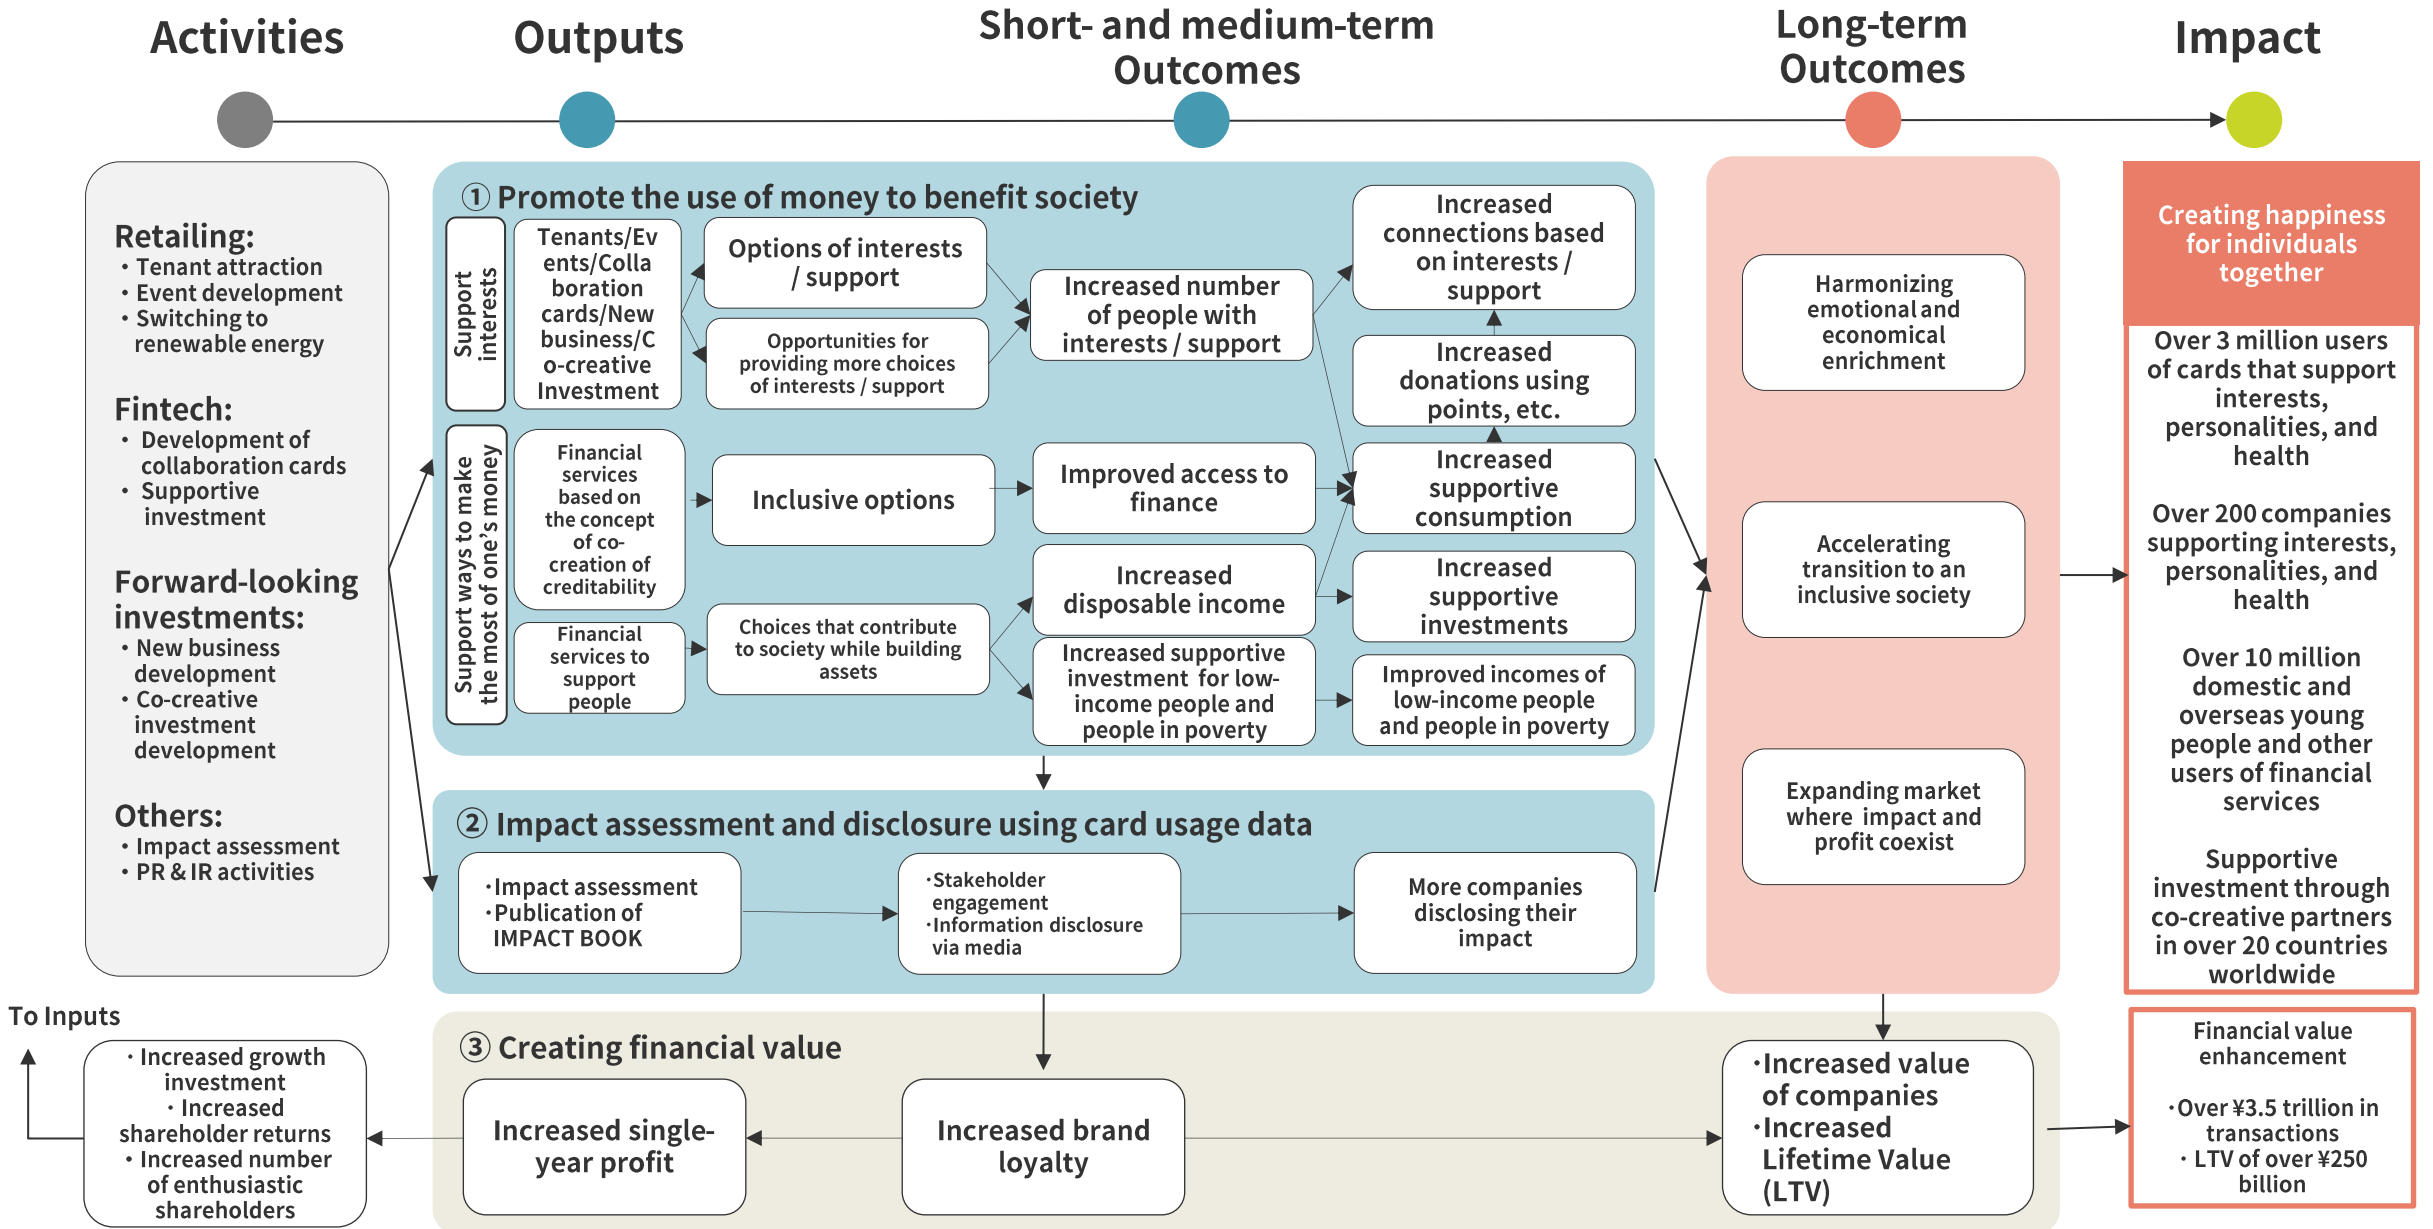 Activities
Outputs
Short- and medium-term
Outcomes
Long-term
Outcomes
Impact
Retailing:
・Tenant attraction
・Event development
・Switching to
renewable energy
Fintech:
・Development of
collaboration cards
・Supportive
investment
Forward-looking
investments:
・New business
development
・Co-creative
investment
development
Others:
・Impact assessment
・PR & IR activities
① Promote the use of money to benefit society
Support
interests
Tenants/Ev
ents/Colla
boration
cards/New
business/C
o-creative
Investment
Options of interests
/ support
Opportunities for
providing more choices
of interests / support
Increased number
of people with
interests / support
Increased
connections based
on interests /
support
Increased
donations using
points, etc.
Support ways to make
the most of one's money
Financial
services
based on
the concept
of co-
creation of
creditability
Inclusive options
Improved access to
finance
Increased
supportive
consumption
Financial
services to
support
people
Choices that contribute
to society while building
assets
Increased
disposable income
Increased
supportive
investments
Increased supportive
investment for low-
income people and
people in poverty
Improved incomes of
low-income people
and people in poverty
② Impact assessment and disclosure using card usage data
・Impact assessment
・Publication of
IMPACT BOOK
・Stakeholder
engagement
・Information disclosure
via media
More companies
disclosing their
impact
Harmonizing
emotional and
economical
enrichment
Accelerating
transition to an
inclusive society
Expanding market
where impact and
profit coexist
Creating happiness
for individuals
together
Over 3 million users
of cards that support
interests,
personalities, and
health
Over 200 companies
supporting interests,
personalities, and
health
Over 10 million
domestic and
overseas young
people and other
users of financial
services
Supportive
investment through
co-creative partners
in over 20 countries
worldwide
To Inputs
・Increased growth
investment
・Increased
shareholder returns
・Increased number
of enthusiastic
shareholders
③ Creating financial value
Increased single-
year profit
Increased brand
loyalty
・Increased value
of companies
・Increased
Lifetime Value
(LTV)
Financial value
enhancement
・Over ¥3.5 trillion in
transactions
・LTV of over ¥250
billion